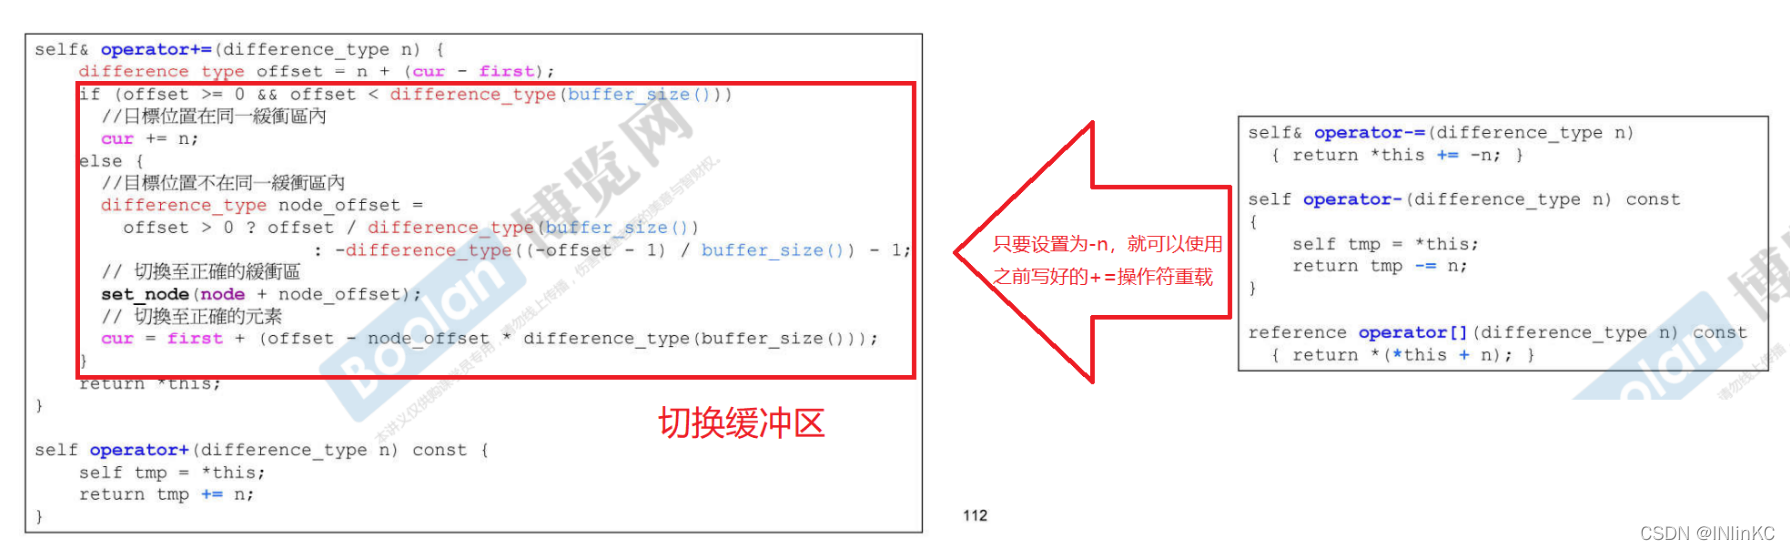 self& operator+=(difference_type n) {
difference_type offset = n + (cur - first);
if (offset >= 0 && offset < difference_type(buffer_size()))
//目標位置在同一緩衝區內
cur += n;
else {
//目標位置不在同一緩衝區內
difference_type node_offset =
offset > 0 ? offset / difference_type(buffer_size())
: -difference_type((-offset - 1) / buffer_size()) - 1;
// 切換至正確的緩衝區
set_node(node + node_offset);
// 切換至正確的元素
cur = first + (offset - node_offset * difference_type(buffer_size()));
}
return *this;
}
切换缓冲区
self operator+(difference_type n) const {
self tmp = *this;
return tmp += n;
}
只要设置为-n，就可以使用
之前写好的+=操作符重载
self& operator-=(difference_type n)
{ return *this += -n; }
self operator-(difference_type n) const
{
self tmp = *this;
return tmp -= n;
}
reference operator[](difference_type n) const
{ return *(*this + n); }
112
Boolan 博览网
CSDN @INlinKC